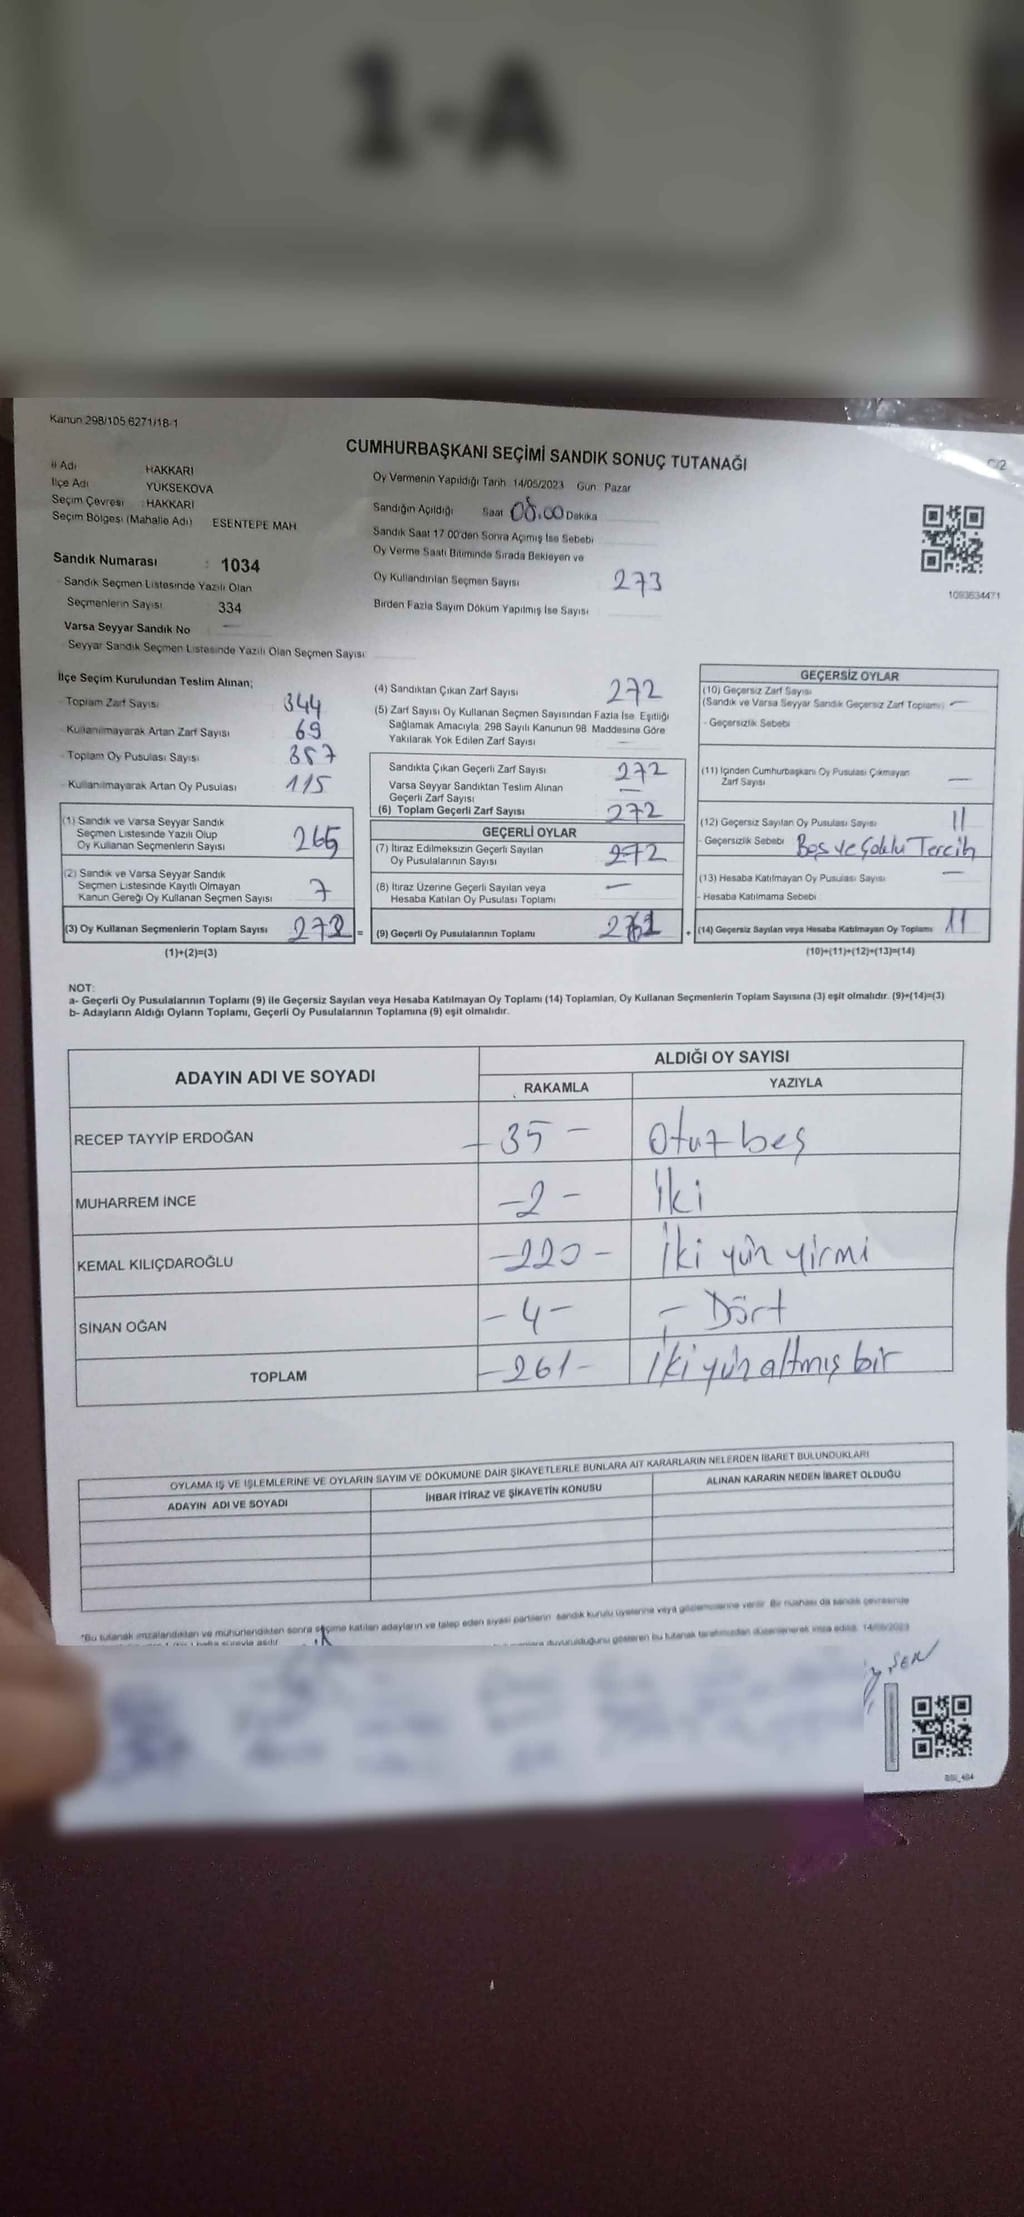 1-A
Kanun 298/105 6271/18-1
C/2
CUMHURBAŞKANI SEÇİMİ SANDIK SONUÇ TUTANAĞI
İl Adı HAKKARİ
İlçe Adı YÜKSEKOVA
Seçim Çevresi : HAKKARİ
Seçim Bölgesi (Mahalle Adı) ESENTEPE MAH
Oy Vermenin Yapıldığı Tarih 14/05/2023 Gün Pazar
Sandığın Açıldığı Saat 08.00 Dakika
Sandık Saat 17.00'den Sonra Açımış İse Sebebi
Oy Verme Saati Bitiminde Sırada Bekleyen ve
Oy Kullandırılan Seçmen Sayısı 273
Birden Fazla Sayım Döküm Yapılmış İse Sayısı
1093634471
Sandık Numarası : 1034
Sandık Seçmen Listesinde Yazılı Olan
Seçmenlerin Sayısı 334
Varsa Seyyar Sandık No —
Seyyar Sandık Seçmen Listesinde Yazılı Olan Seçmen Sayısı
İlçe Seçim Kurulundan Teslim Alınan;
- Toplam Zarf Sayısı 344
- Kullanılmayarak Artan Zarf Sayısı 69
- Toplam Oy Pusulası Sayısı 387
- Kullanılmayarak Artan Oy Pusulası 115
(1) Sandık ve Varsa Seyyar Sandık
Seçmen Listesinde Yazılı Olup
Oy Kullanan Seçmenlerin Sayısı 265
(2) Sandık ve Varsa Seyyar Sandık
Seçmen Listesinde Kayıtlı Olmayan
Kanun Gereği Oy Kullanan Seçmen Sayısı 7
(3) Oy Kullanan Seçmenlerin Toplam Sayısı 272 =
(1)+(2)=(3)
(4) Sandıktan Çıkan Zarf Sayısı 272
(5) Zarf Sayısı Oy Kullanan Seçmen Sayısından Fazla İse Eşitliği
Sağlamak Amacıyla 298 Sayılı Kanunun 98. Maddesine Göre
Yakılarak Yok Edilen Zarf Sayısı —
Sandıkta Çıkan Geçerli Zarf Sayısı 272
Varsa Seyyar Sandıktan Teslim Alınan
Geçerli Zarf Sayısı —
(6) Toplam Geçerli Zarf Sayısı 272
GEÇERLİ OYLAR
(7) İtiraz Edilmeksizin Geçerli Sayılan
Oy Pusulalarının Sayısı 272
(8) İtiraz Üzerine Geçerli Sayılan veya
Hesaba Katılan Oy Pusulası Toplamı —
(9) Geçerli Oy Pusulalarının Toplamı 261 +
GEÇERSİZ OYLAR
(10) Geçersiz Zarf Sayısı
(Sandık ve Varsa Seyyar Sandık Geçersiz Zarf Toplamı) —
- Geçersizlik Sebebi
(11) İçinden Cumhurbaşkanı Oy Pusulası Çıkmayan
Zarf Sayısı —
(12) Geçersiz Sayılan Oy Pusulası Sayısı 11
- Geçersizlik Sebebi Boş ve Çoklu Tercih
(13) Hesaba Katılmayan Oy Pusulası Sayısı —
- Hesaba Katılmama Sebebi
(14) Geçersiz Sayılan veya Hesaba Katılmayan Oy Toplamı 11
(10)+(11)+(12)+(13)=(14)
NOT:
a- Geçerli Oy Pusulalarının Toplamı (9) ile Geçersiz Sayılan veya Hesaba Katılmayan Oy Toplamı (14) Toplamları, Oy Kullanan Seçmenlerin Toplam Sayısına (3) eşit olmalıdır. (9)+(14)=(3)
b- Adayların Aldığı Oyların Toplamı, Geçerli Oy Pusulalarının Toplamına (9) eşit olmalıdır.
ADAYIN ADI VE SOYADI
ALDIĞI OY SAYISI
RAKAMLA YAZIYLA
RECEP TAYYİP ERDOĞAN - 35 - Otuz beş
MUHARREM İNCE - 2 - İki
KEMAL KILIÇDAROĞLU - 220 - İki yüz yirmi
SİNAN OĞAN - 4 - - Dört
TOPLAM - 261 - İki yüz altmış bir
OYLAMA İŞ VE İŞLEMLERİNE VE OYLARIN SAYIM VE DÖKÜMÜNE DAİR ŞİKAYETLERLE BUNLARA AİT KARARLARIN NELERDEN İBARET BULUNDUKLARI
ADAYIN ADI VE SOYADI İHBAR İTİRAZ VE ŞİKAYETİN KONUSU ALINAN KARARIN NEDEN İBARET OLDUĞU
*Bu tutanak imzalandıktan ve mühürlendikten sonra seçime katılan adayların ve talep eden siyasi partilerin sandık kurulu üyelerine veya gözlemcilerine verilir. Bir nüshası da sandık çevresinde
duyurulduğunu gösteren bu tutanak tarafımızdan düzenlenerek imza edildi. 14/05/2023
ŞEN